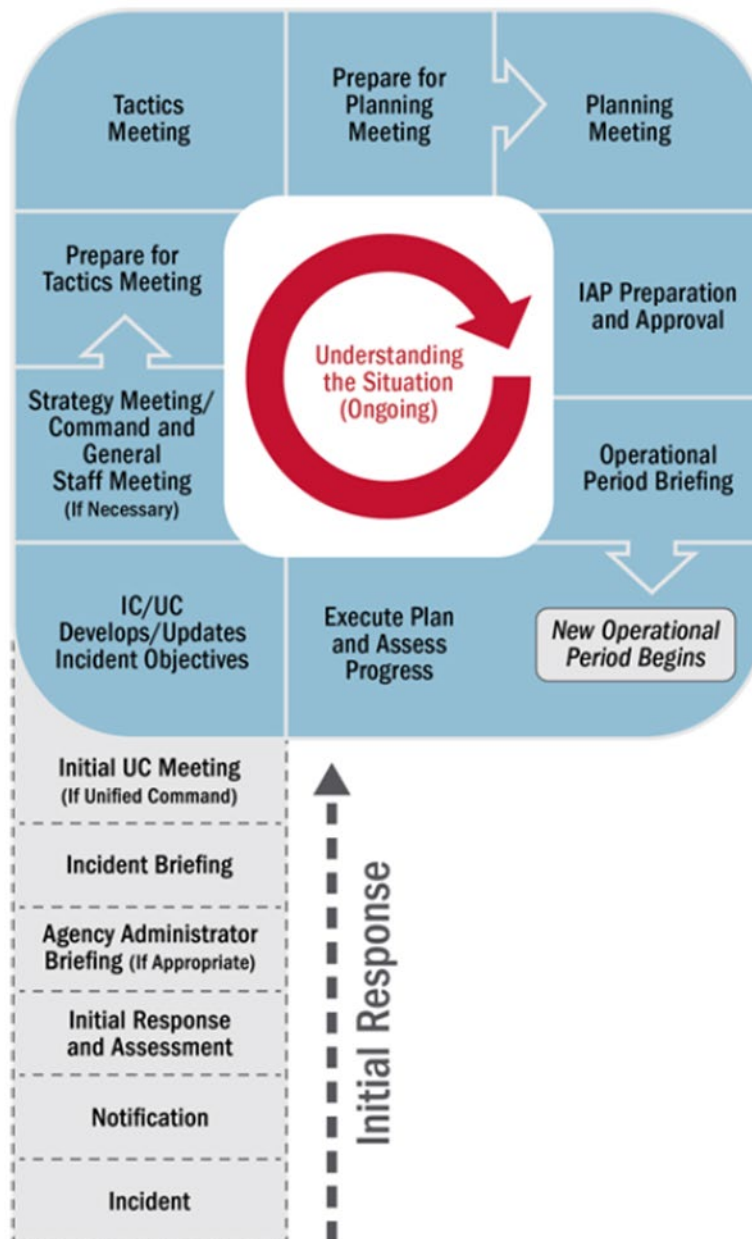 Tactics
Meeting
Prepare for
Planning
Meeting
Planning
Meeting
Prepare for
Tactics Meeting
Understanding
the Situation
(Ongoing)
IAP Preparation
and Approval
Strategy Meeting/
Command and
General
Staff Meeting
(If Necessary)
Operational
Period Briefing
IC/UC
Develops/Updates
Incident Objectives
Execute Plan
and Assess
Progress
New Operational
Period Begins
Initial UC Meeting
(If Unified Command)
Incident Briefing
Agency Administrator
Briefing (If Appropriate)
Initial Response
and Assessment
Notification
Incident
Initial Response